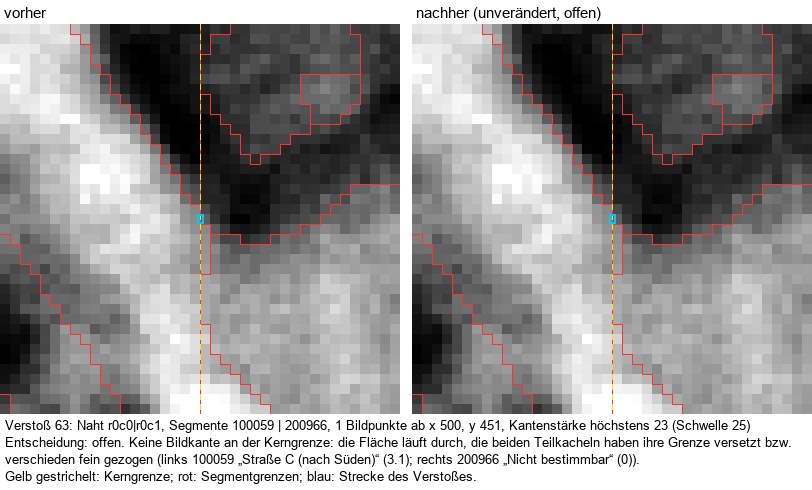 vorher
nachher (unverändert, offen)
Verstoß 63: Naht r0c0|r0c1, Segmente 100059 | 200966, 1 Bildpunkte ab x 500, y 451, Kantenstärke höchstens 23 (Schwelle 25)
Entscheidung: offen. Keine Bildkante an der Kerngrenze: die Fläche läuft durch, die beiden Teilkacheln haben ihre Grenze versetzt bzw.
verschieden fein gezogen (links 100059 „Straße C (nach Süden)“ (3.1); rechts 200966 „Nicht bestimmbar“ (0)).
Gelb gestrichelt: Kerngrenze; rot: Segmentgrenzen; blau: Strecke des Verstoßes.